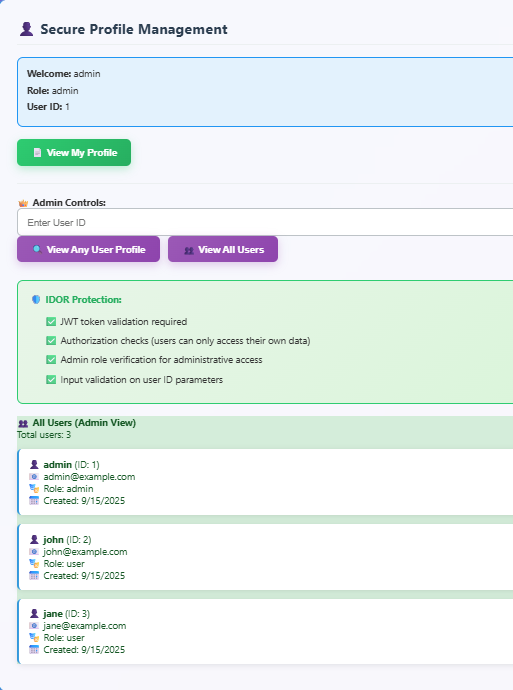 Secure Profile Management
Welcome: admin
Role: admin
User ID: 1
View My Profile
Admin Controls:
Enter User ID
View Any User Profile
View All Users
IDOR Protection:
JWT token validation required
Authorization checks (users can only access their own data)
Admin role verification for administrative access
Input validation on user ID parameters
All Users (Admin View)
Total users: 3
admin (ID: 1)
admin@example.com
Role: admin
Created: 9/15/2025
john (ID: 2)
john@example.com
Role: user
Created: 9/15/2025
jane (ID: 3)
jane@example.com
Role: user
Created: 9/15/2025